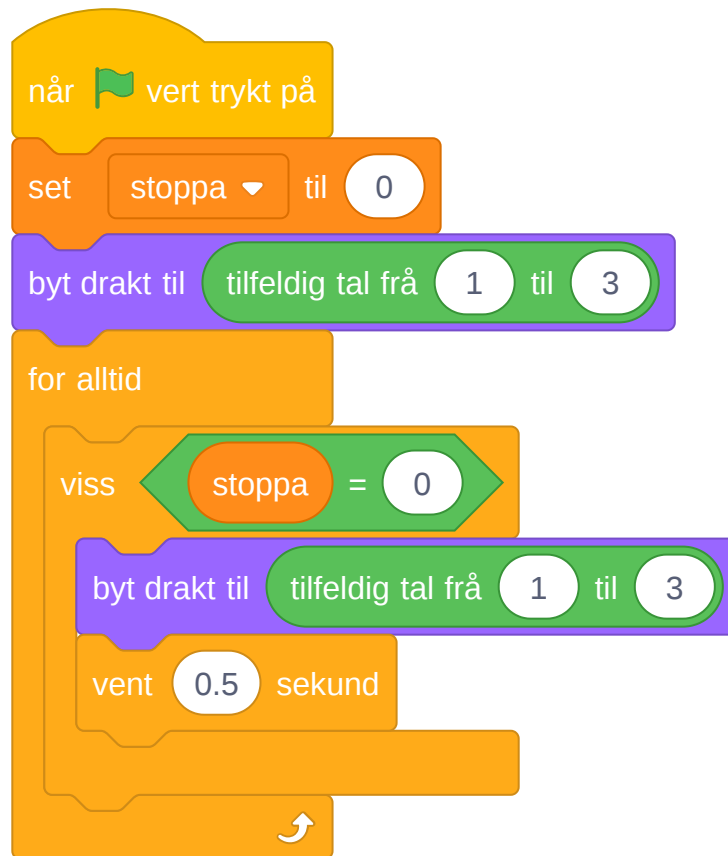 når vert trykt på
set stoppa til 0
byt drakt til tilfeldig tal frå 1 til 3
for alltid
viss stoppa = 0
byt drakt til tilfeldig tal frå 1 til 3
vent 0.5 sekund